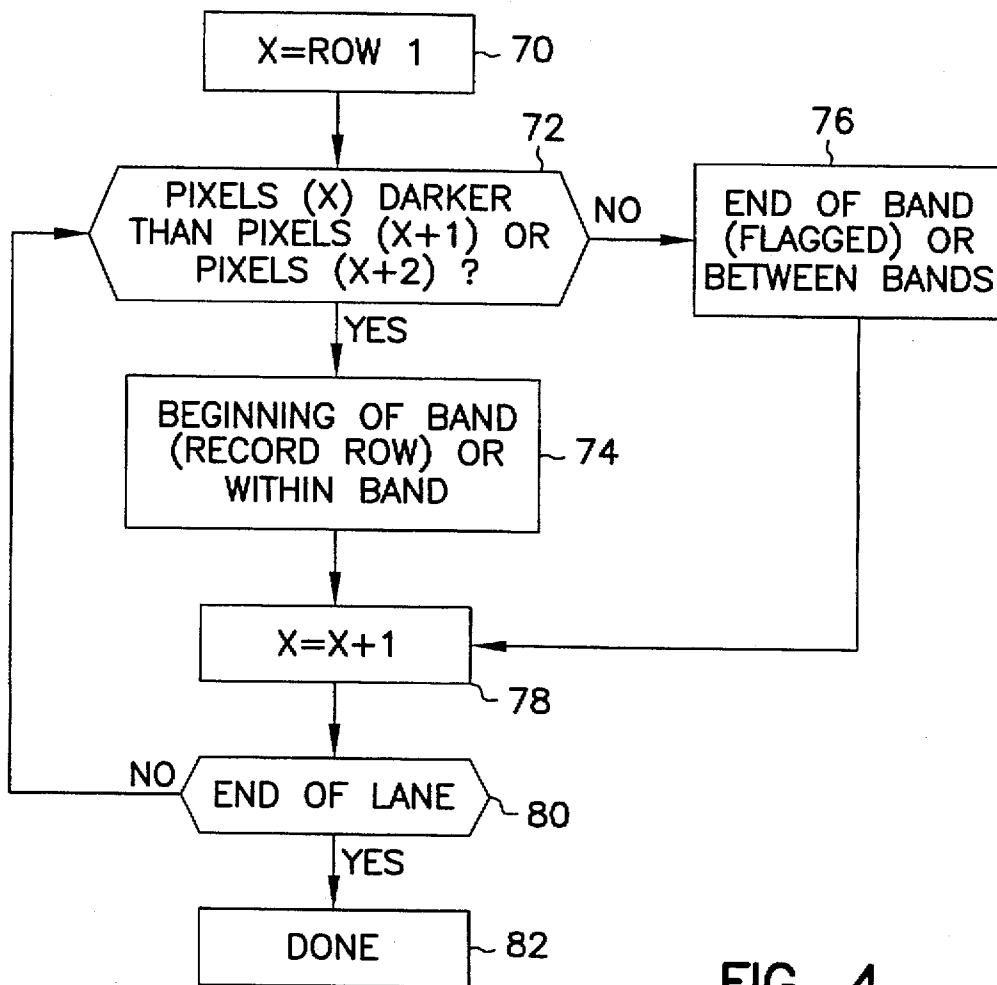 X=ROW 1
70
72
PIXELS (X) DARKER
THAN PIXELS (X+1) OR
PIXELS (X+2) ?
NO
76
END OF BAND
(FLAGGED) OR
BETWEEN BANDS
YES
BEGINNING OF BAND
(RECORD ROW) OR
WITHIN BAND
74
X=X+1
78
NO
END OF LANE
80
YES
DONE
82
FIG. 4